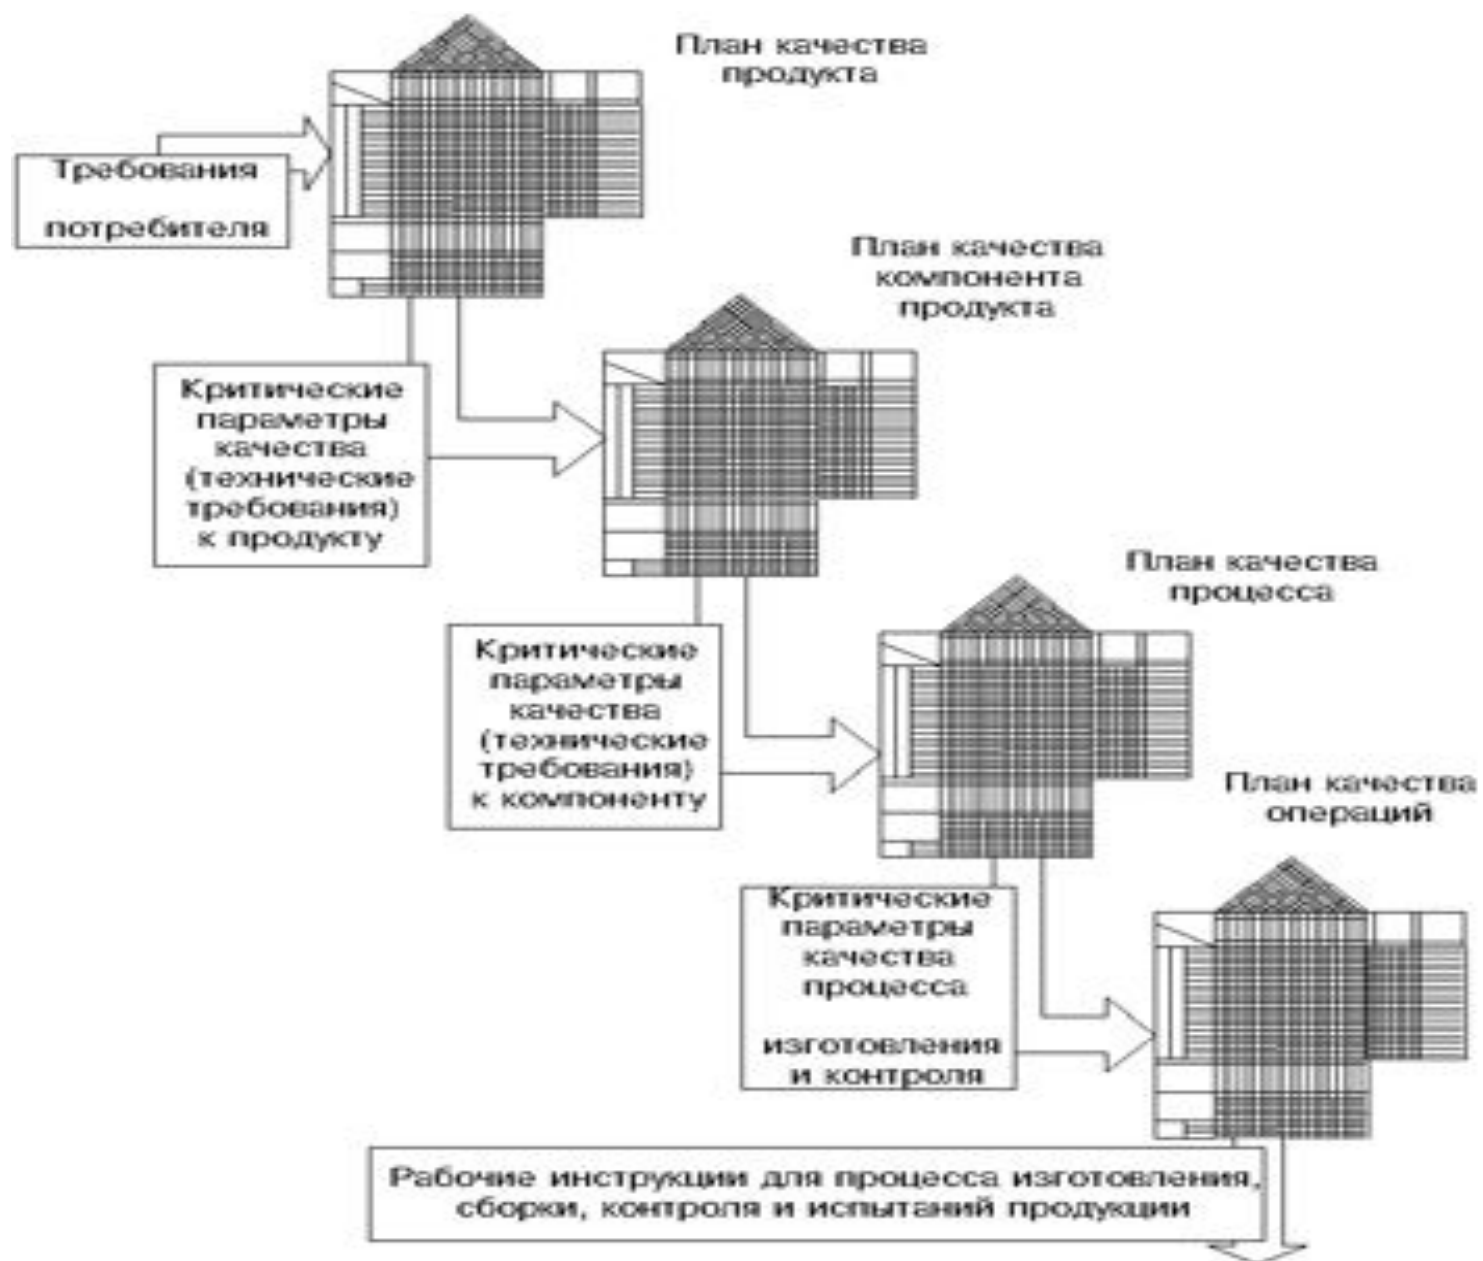 План качества
продукта
Требования
потребителя
План качества
компонента
продукта
Критические
параметры
качества
(технические
требования)
к продукту
План качества
процесса
Критические
параметры
качества
(технические
требования)
к компоненту
План качества
операций
Критические
параметры
качества
процесса
изготовления
и контроля
Рабочие инструкции для процесса изготовления,
сборки, контроля и испытаний продукции